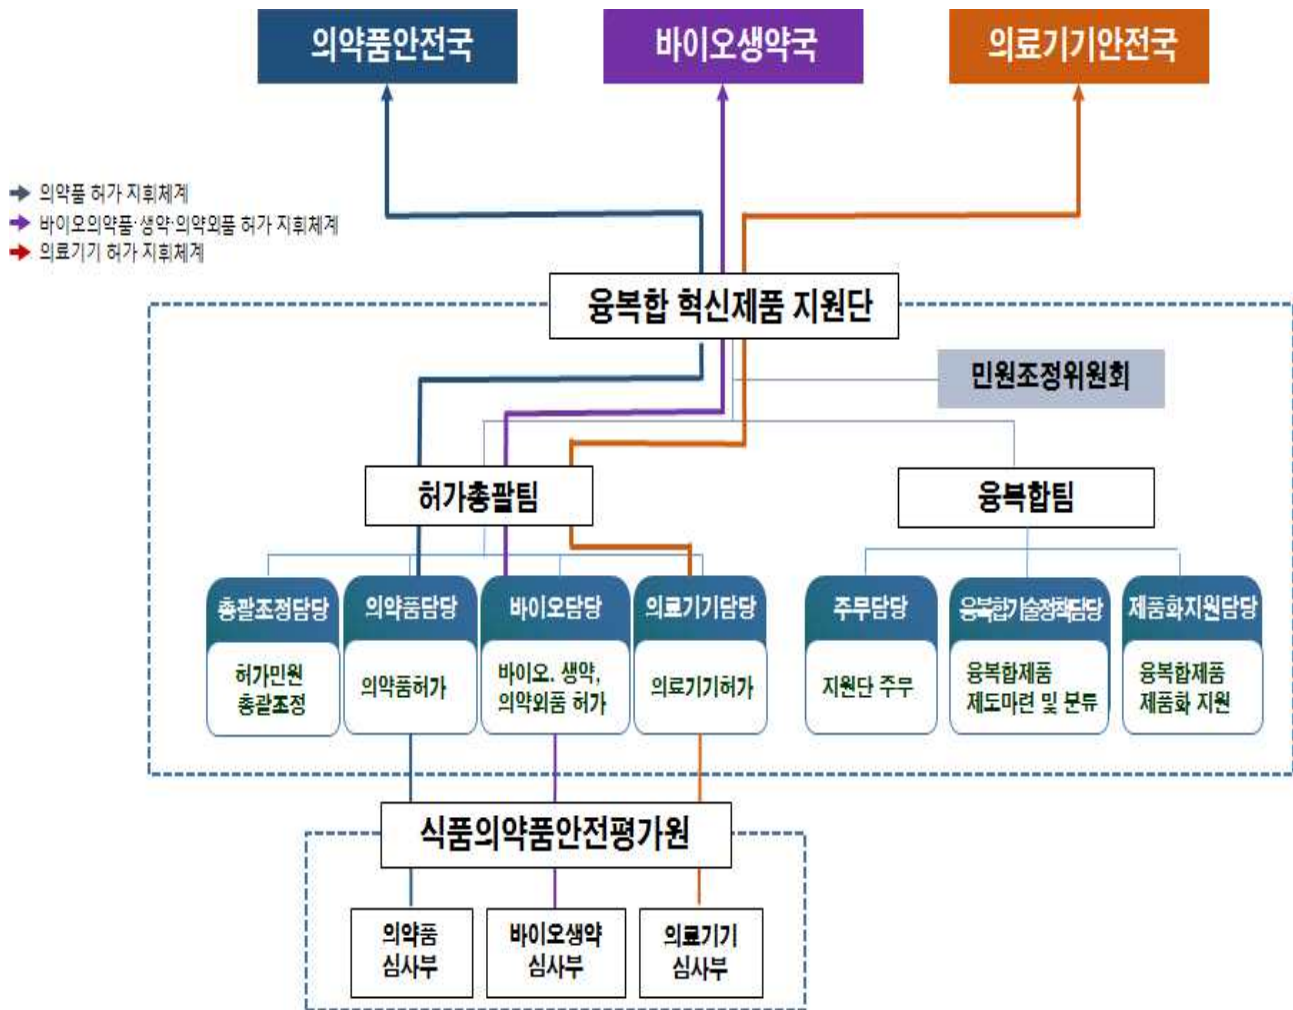 의약품안전국
바이오생약국
의료기기안전국
의약품 허가 지휘체계
바이오의약품·생약·의약외품 허가 지휘체계
의료기기 허가 지휘체계
융복합 혁신제품 지원단
민원조정위원회
허가총괄팀
융복합팀
총괄조정담당
의약품담당
바이오담당
의료기기담당
주무담당
융복합기술정책담당
제품화지원담당
허가민원
총괄조정
의약품허가
바이오. 생약,
의약외품 허가
의료기기허가
지원단 주무
융복합제품
제도마련 및 분류
융복합제품
제품화 지원
식품의약품안전평가원
의약품
심사부
바이오생약
심사부
의료기기
심사부